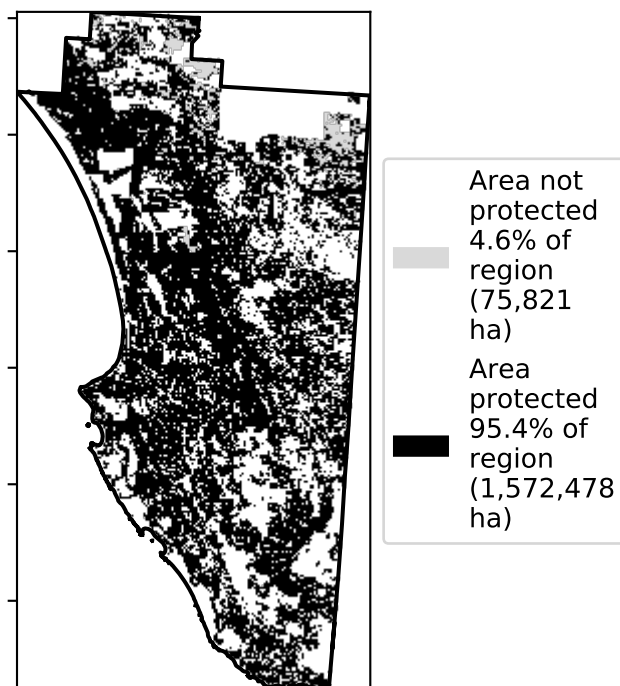 Area not
protected
4.6% of
region
(75,821
ha)
Area
protected
95.4% of
region
(1,572,478
ha)